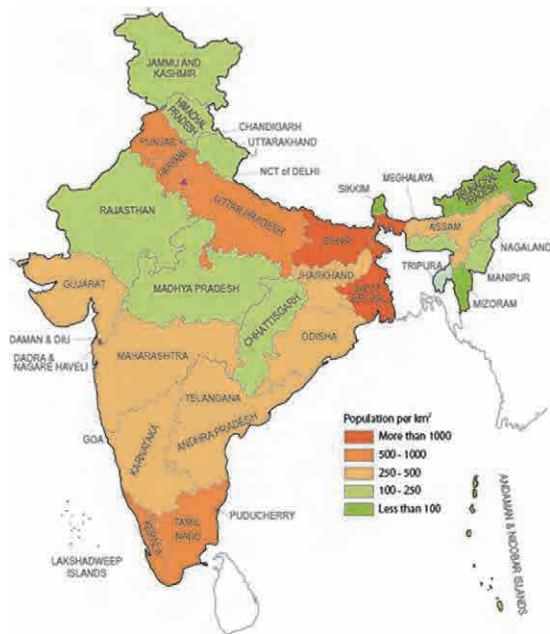 JAMMU AND
KASHMIR
HIMACHAL
PRADESH
CHANDIGARH
UTTARAKHAND
PUNJAB
HARYANA
NCT of DELHI
RAJASTHAN
UTTAR PRADESH
SIKKIM
MEGHALAYA
ARUNACHAL
PRADESH
ASSAM
NAGALAND
BIHAR
TRIPURA
MANIPUR
MIZORAM
GUJARAT
MADHYA PRADESH
JHARKHAND
WEST
BENGAL
CHHATTISGARH
DAMAN & DIU
DADRA &
NAGARE HAVELI
MAHARASHTRA
ODISHA
TELANGANA
GOA
KARNAYAKA
ANDHRA PRADESH
Population per km²
More than 1000
500 - 1000
250 - 500
100 - 250
Less than 100
KERALA
TAMIL
NADU
PUDUCHERRY
LAKSHADWEEP
ISLANDS
ANDAMAN & NICOBAR ISLANDS